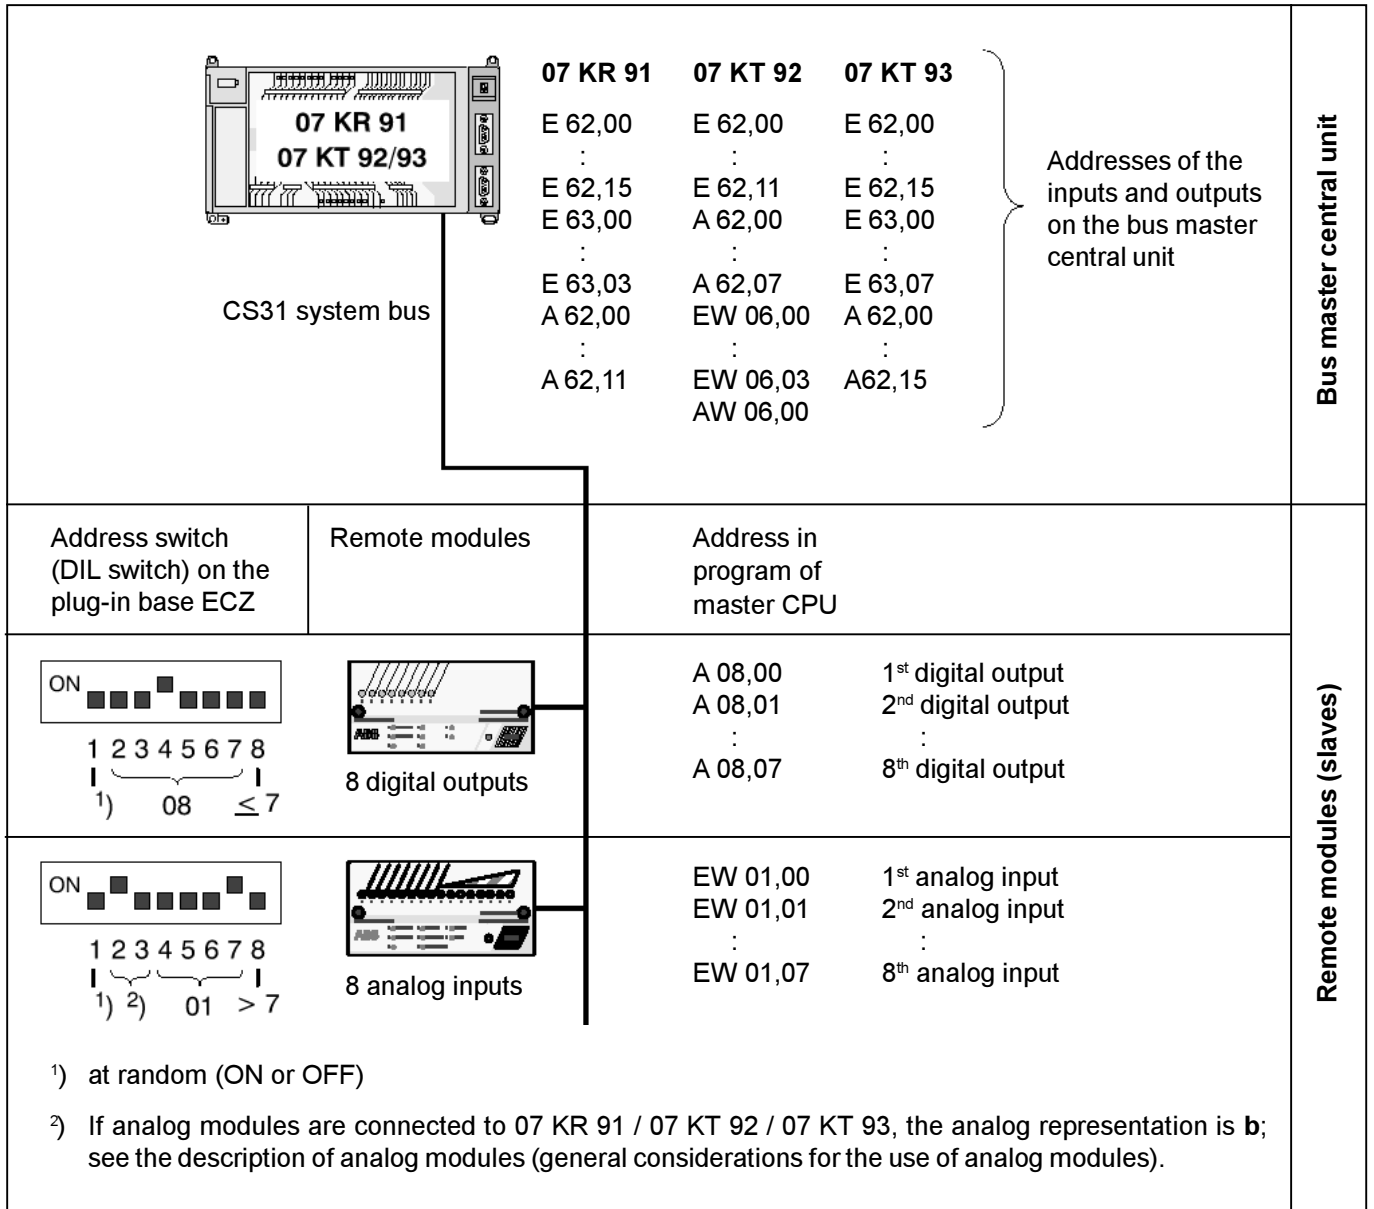 07 KR 91
07 KT 92/93
CS31 system bus
07 KR 91 07 KT 92 07 KT 93
E 62,00 E 62,00 E 62,00
: : :
E 62,15 E 62,11 E 62,15
E 63,00 A 62,00 E 63,00
: : :
E 63,03 A 62,07 E 63,07
A 62,00 EW 06,00 A 62,00
: : :
A 62,11 EW 06,03 A62,15
AW 06,00
Addresses of the
inputs and outputs
on the bus master
central unit
Bus master central unit
Address switch
(DIL switch) on the
plug-in base ECZ
Remote modules
Address in
program of
master CPU
ON
1 2 3 4 5 6 7 8
1) 08 ≤ 7
ABB
8 digital outputs
A 08,00 1st digital output
A 08,01 2nd digital output
: :
A 08,07 8th digital output
ON
1 2 3 4 5 6 7 8
1) 2) 01 > 7
ABB
8 analog inputs
EW 01,00 1st analog input
EW 01,01 2nd analog input
: :
EW 01,07 8th analog input
Remote modules (slaves)
1) at random (ON or OFF)
2) If analog modules are connected to 07 KR 91 / 07 KT 92 / 07 KT 93, the analog representation is b;
see the description of analog modules (general considerations for the use of analog modules).